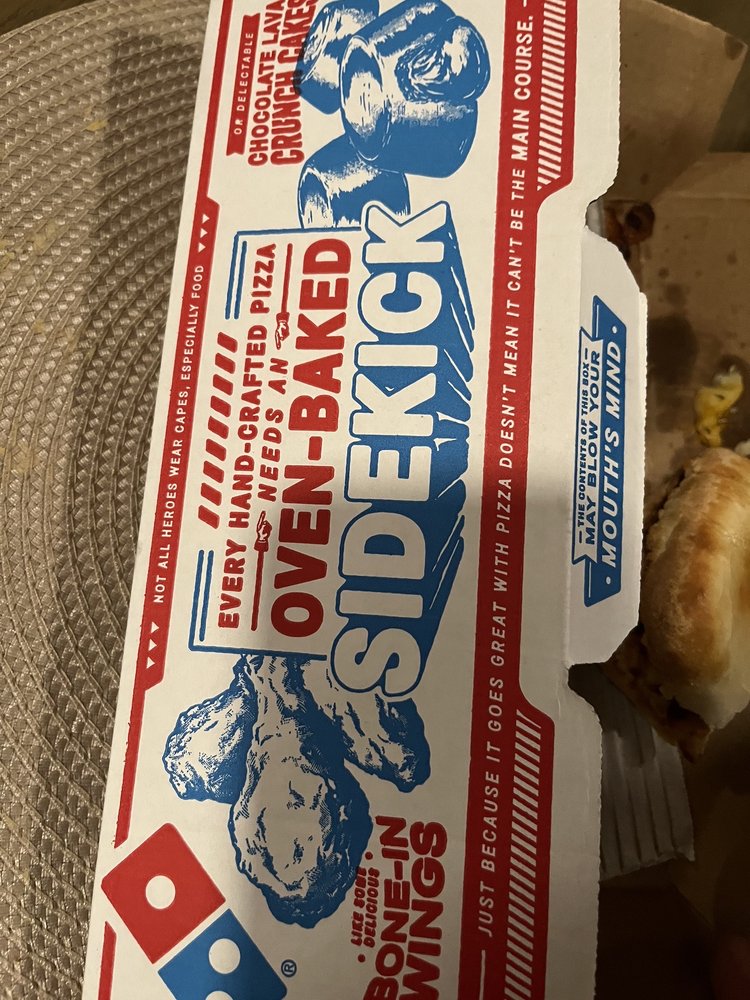 ▼▼▼ NOT ALL HEROES WEAR CAPES, ESPECIALLY FOOD ▼▼▼
EVERY HAND-CRAFTED PIZZA
NEEDS AN
OVEN-BAKED
SIDEKICK
OR DELECTABLE
CHOCOLATE LAVA
CRUNCH CAKES
• LIKE SOME •
DELICIOUS
BONE-IN
WINGS
®
JUST BECAUSE IT GOES GREAT WITH PIZZA DOESN'T MEAN IT CAN'T BE THE MAIN COURSE.
THE CONTENTS OF THIS BOX
MAY BLOW YOUR
• MOUTH'S MIND. •